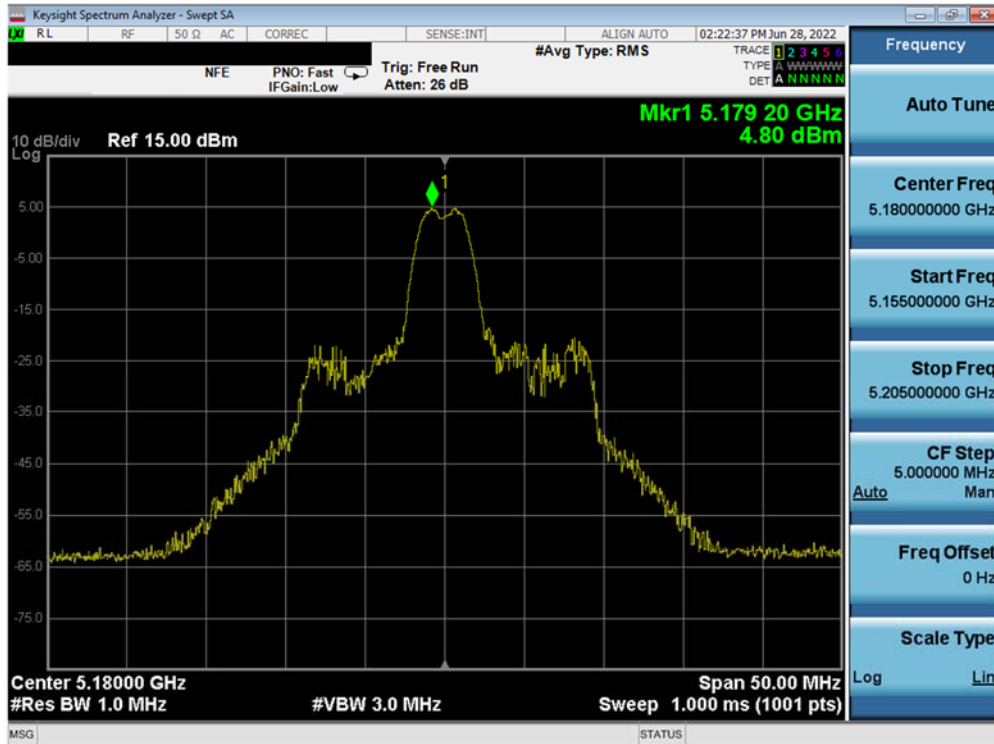 Keysight Spectrum Analyzer - Swept SA
LXI RL RF 50 Ω AC CORREC SENSE:INT ALIGN AUTO 02:22:37 PM Jun 28, 2022
NFE PNO: Fast IFGain:Low Trig: Free Run Atten: 26 dB #Avg Type: RMS
TRACE 1 2 3 4 5 6
TYPE A WWWWW
DET A N N N N N
Mkr1 5.179 20 GHz
4.80 dBm
10 dB/div Ref 15.00 dBm
Log
1
5.00
-5.00
-15.0
-25.0
-35.0
-45.0
-55.0
-65.0
-75.0
Center 5.18000 GHz Span 50.00 MHz
#Res BW 1.0 MHz #VBW 3.0 MHz Sweep 1.000 ms (1001 pts)
MSG STATUS
Frequency
Auto Tune
Center Freq
5.180000000 GHz
Start Freq
5.155000000 GHz
Stop Freq
5.205000000 GHz
CF Step
5.000000 MHz
Auto Man
Freq Offset
0 Hz
Scale Type
Log Lin